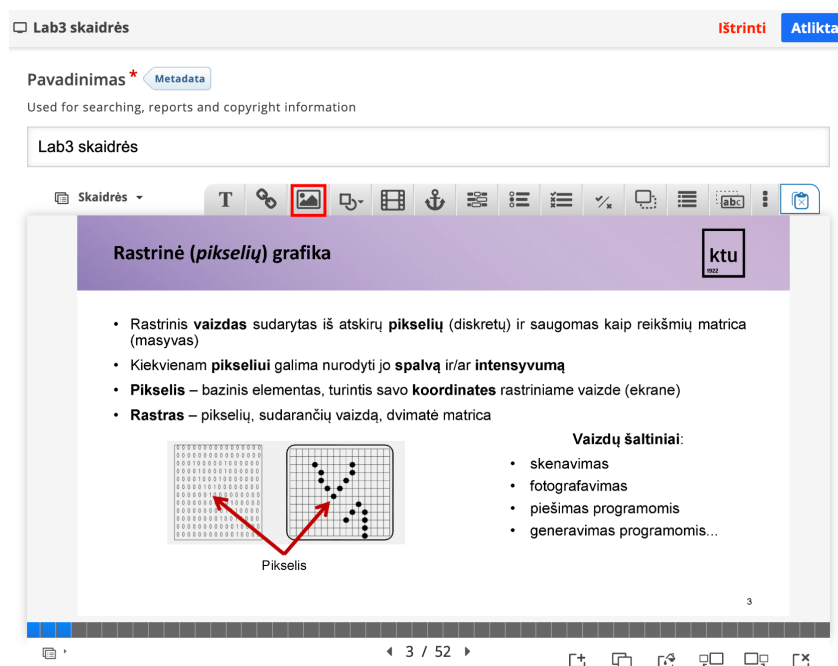 Lab3 skaidrės
Ištrinti
Atlikta
Pavadinimas *
Metadata
Used for searching, reports and copyright information
Lab3 skaidrės
Skaidrės
T
abc
Rastrinė (pikselių) grafika
ktu
1922
• Rastrinis vaizdas sudarytas iš atskirų pikselių (diskretų) ir saugomas kaip reikšmių matrica
(masyvas)
• Kiekvienam pikseliui galima nurodyti jo spalvą ir/ar intensyvumą
• Pikselis – bazinis elementas, turintis savo koordinates rastriniame vaizde (ekrane)
• Rastras – pikselių, sudarančių vaizdą, dvimatė matrica
Vaizdų šaltiniai:
• skenavimas
• fotografavimas
• piešimas programomis
• generavimas programomis...
Pikselis
3
3 / 52